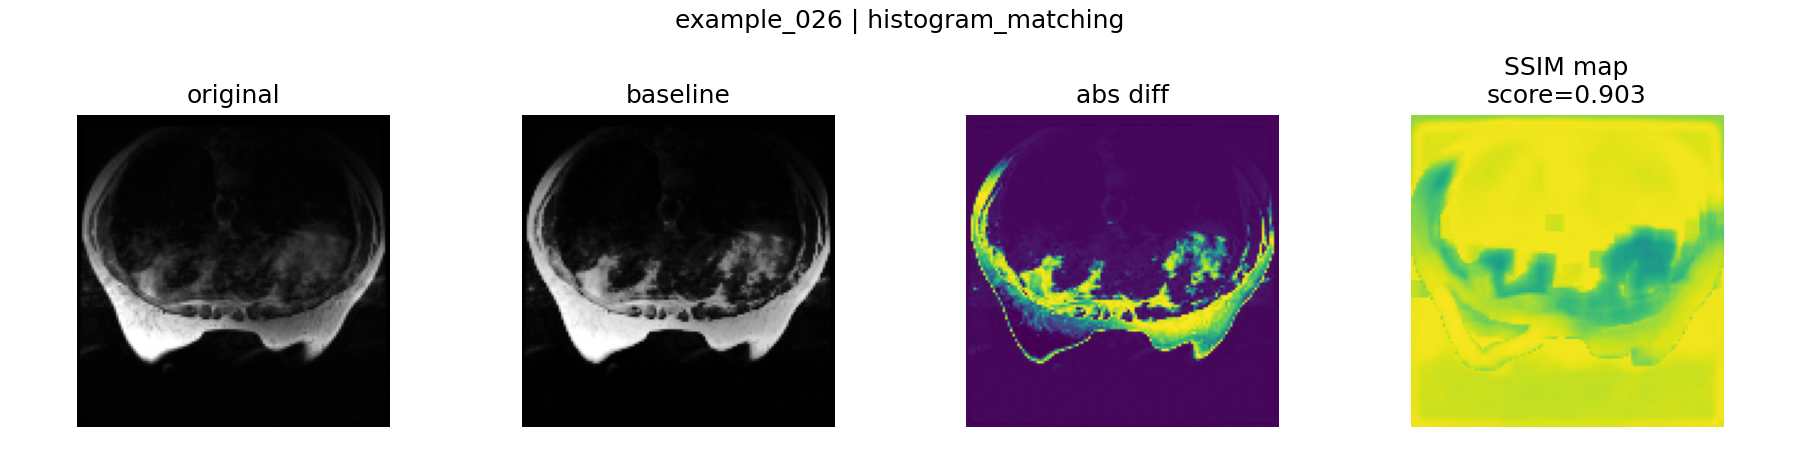 example_026 | histogram_matching
original
baseline
abs diff
SSIM map
score=0.903